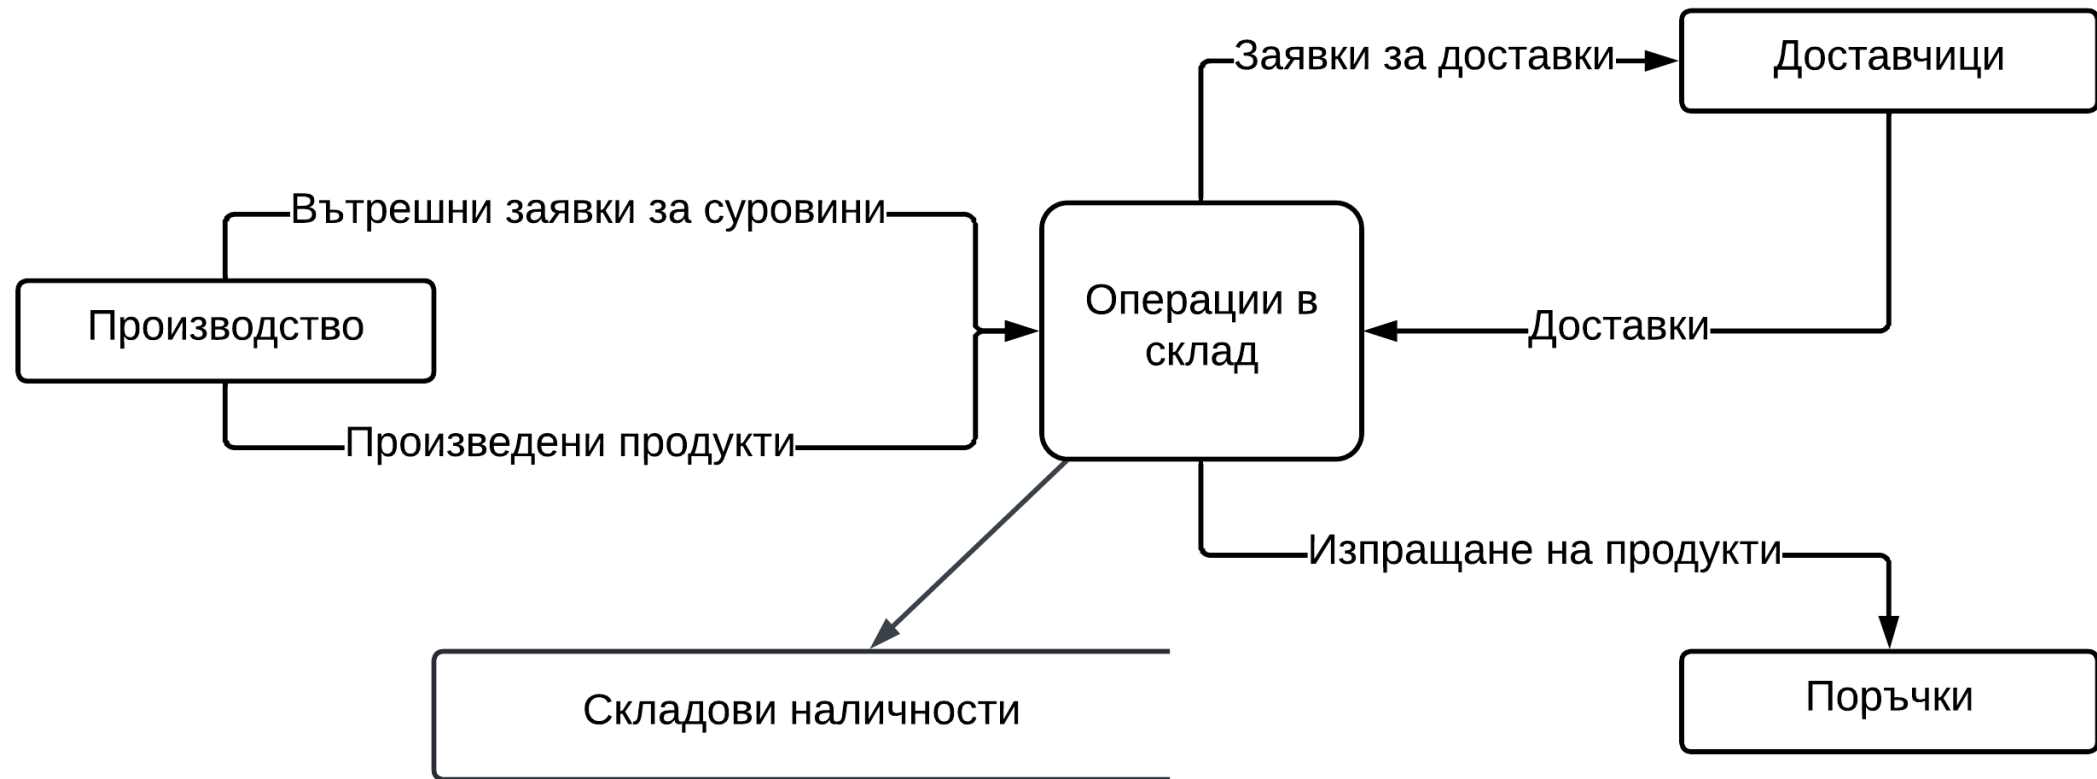 Заявки за доставки
Доставчици
Вътрешни заявки за суровини
Производство
Операции в
склад
Доставки
Произведени продукти
Изпращане на продукти
Складови наличности
Поръчки